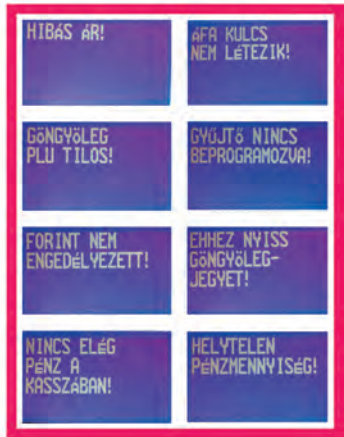 HIBÁS ÁR!
ÁFA KULCS
NEM LÉTEZIK!
GÖNGYÖLEG
PLU TILOS!
GYŰJTŐ NINCS
BEPROGRAMOZVA!
FORINT NEM
ENGEDÉLYEZETT!
EHHEZ NYISS
GÖNGYÖLEG-
JEGYET!
NINCS ELÉG
PÉNZ A
KASSZÁBAN!
HELYTELEN
PÉNZMENNYISÉG!